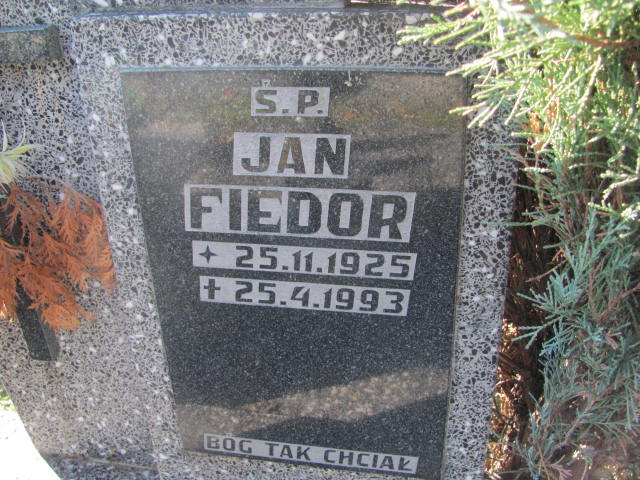 Ś.P.
JAN
FIEDOR
✦ 25.11.1925
✝ 25.4.1993
BÓG TAK CHCIAŁ